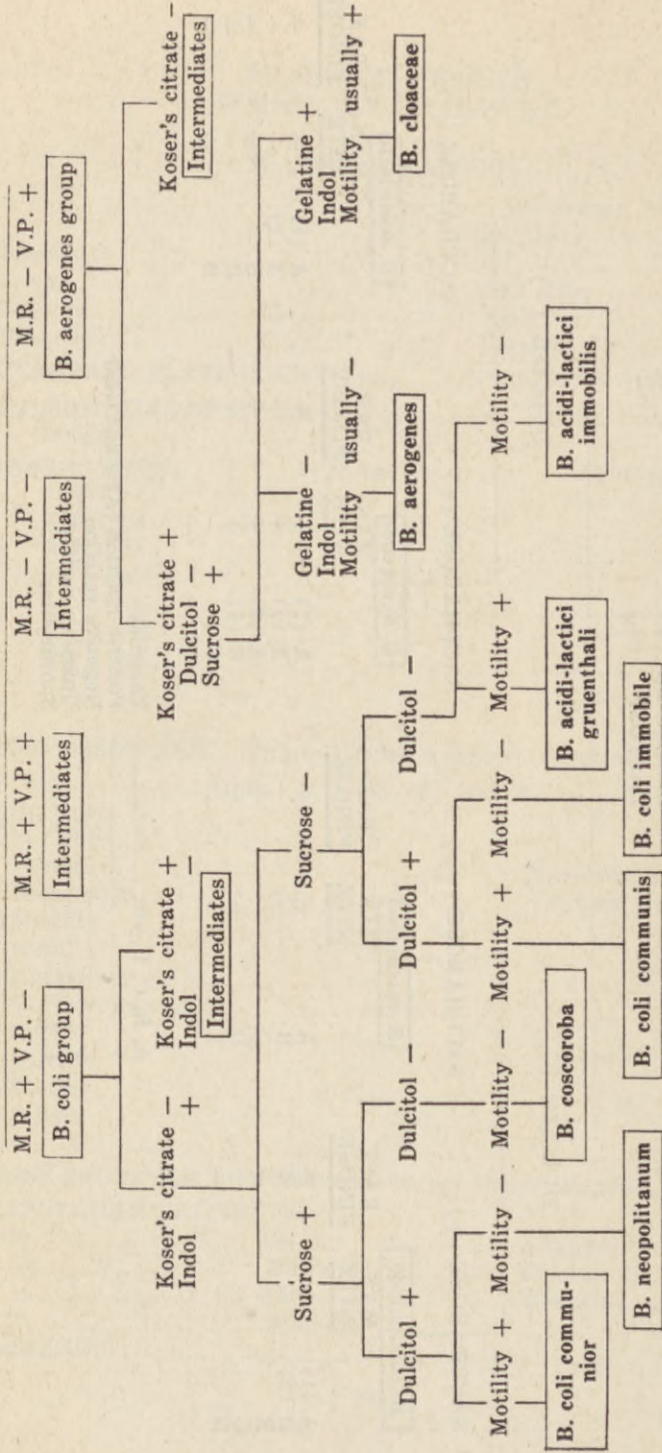 M.R. + V.P. −
M.R. + V.P. +
M.R. − V.P. −
M.R. − V.P. +
B. coli group
Intermediates
Intermediates
B. aerogenes group
Koser's citrate −
Indol +
Koser's citrate +
Indol −
Intermediates
Koser's citrate +
Dulcitol −
Sucrose +
Koser's citrate −
Intermediates
Sucrose +
Sucrose −
Gelatine −
Indol
Motility usually −
Gelatine +
Indol
Motility usually +
Dulcitol +
Dulcitol −
Dulcitol +
Dulcitol −
B. aerogenes
B. cloaceae
Motility +
Motility −
Motility −
Motility +
Motility −
Motility +
Motility −
B. coli commu-
nior
B. neopolitanum
B. coscoroba
B. coli communis
B. coli immobile
B. acidi-lactici
gruenthali
B. acidi-lactici
immobilis